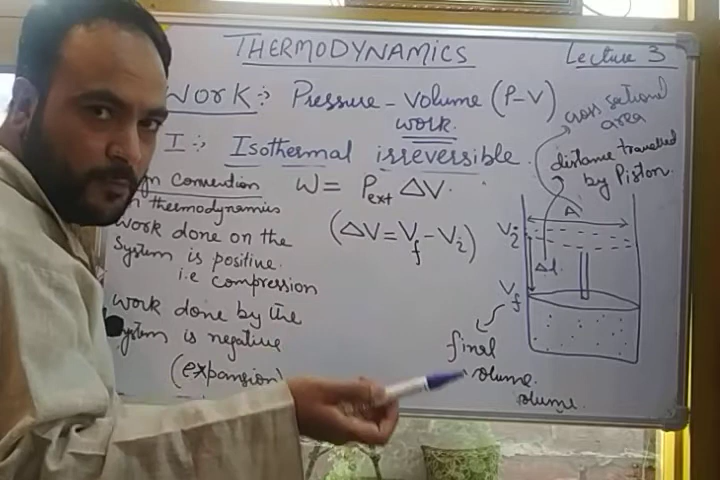 THERMODYNAMICS
Lecture 3
Work:- Pressure-Volume (P-V)
work.
I:- Isothermal irreversible.
Convention
thermodynamics
work done on the
system is positive.
i.e compression
work done by the
system is negative
(expansion)
W = Pext ΔV.
(ΔV = Vf - Vi)
cross sectional
area
distance travelled
by Piston.
A
Vi
Δl
Vf
final
volume.
volume.